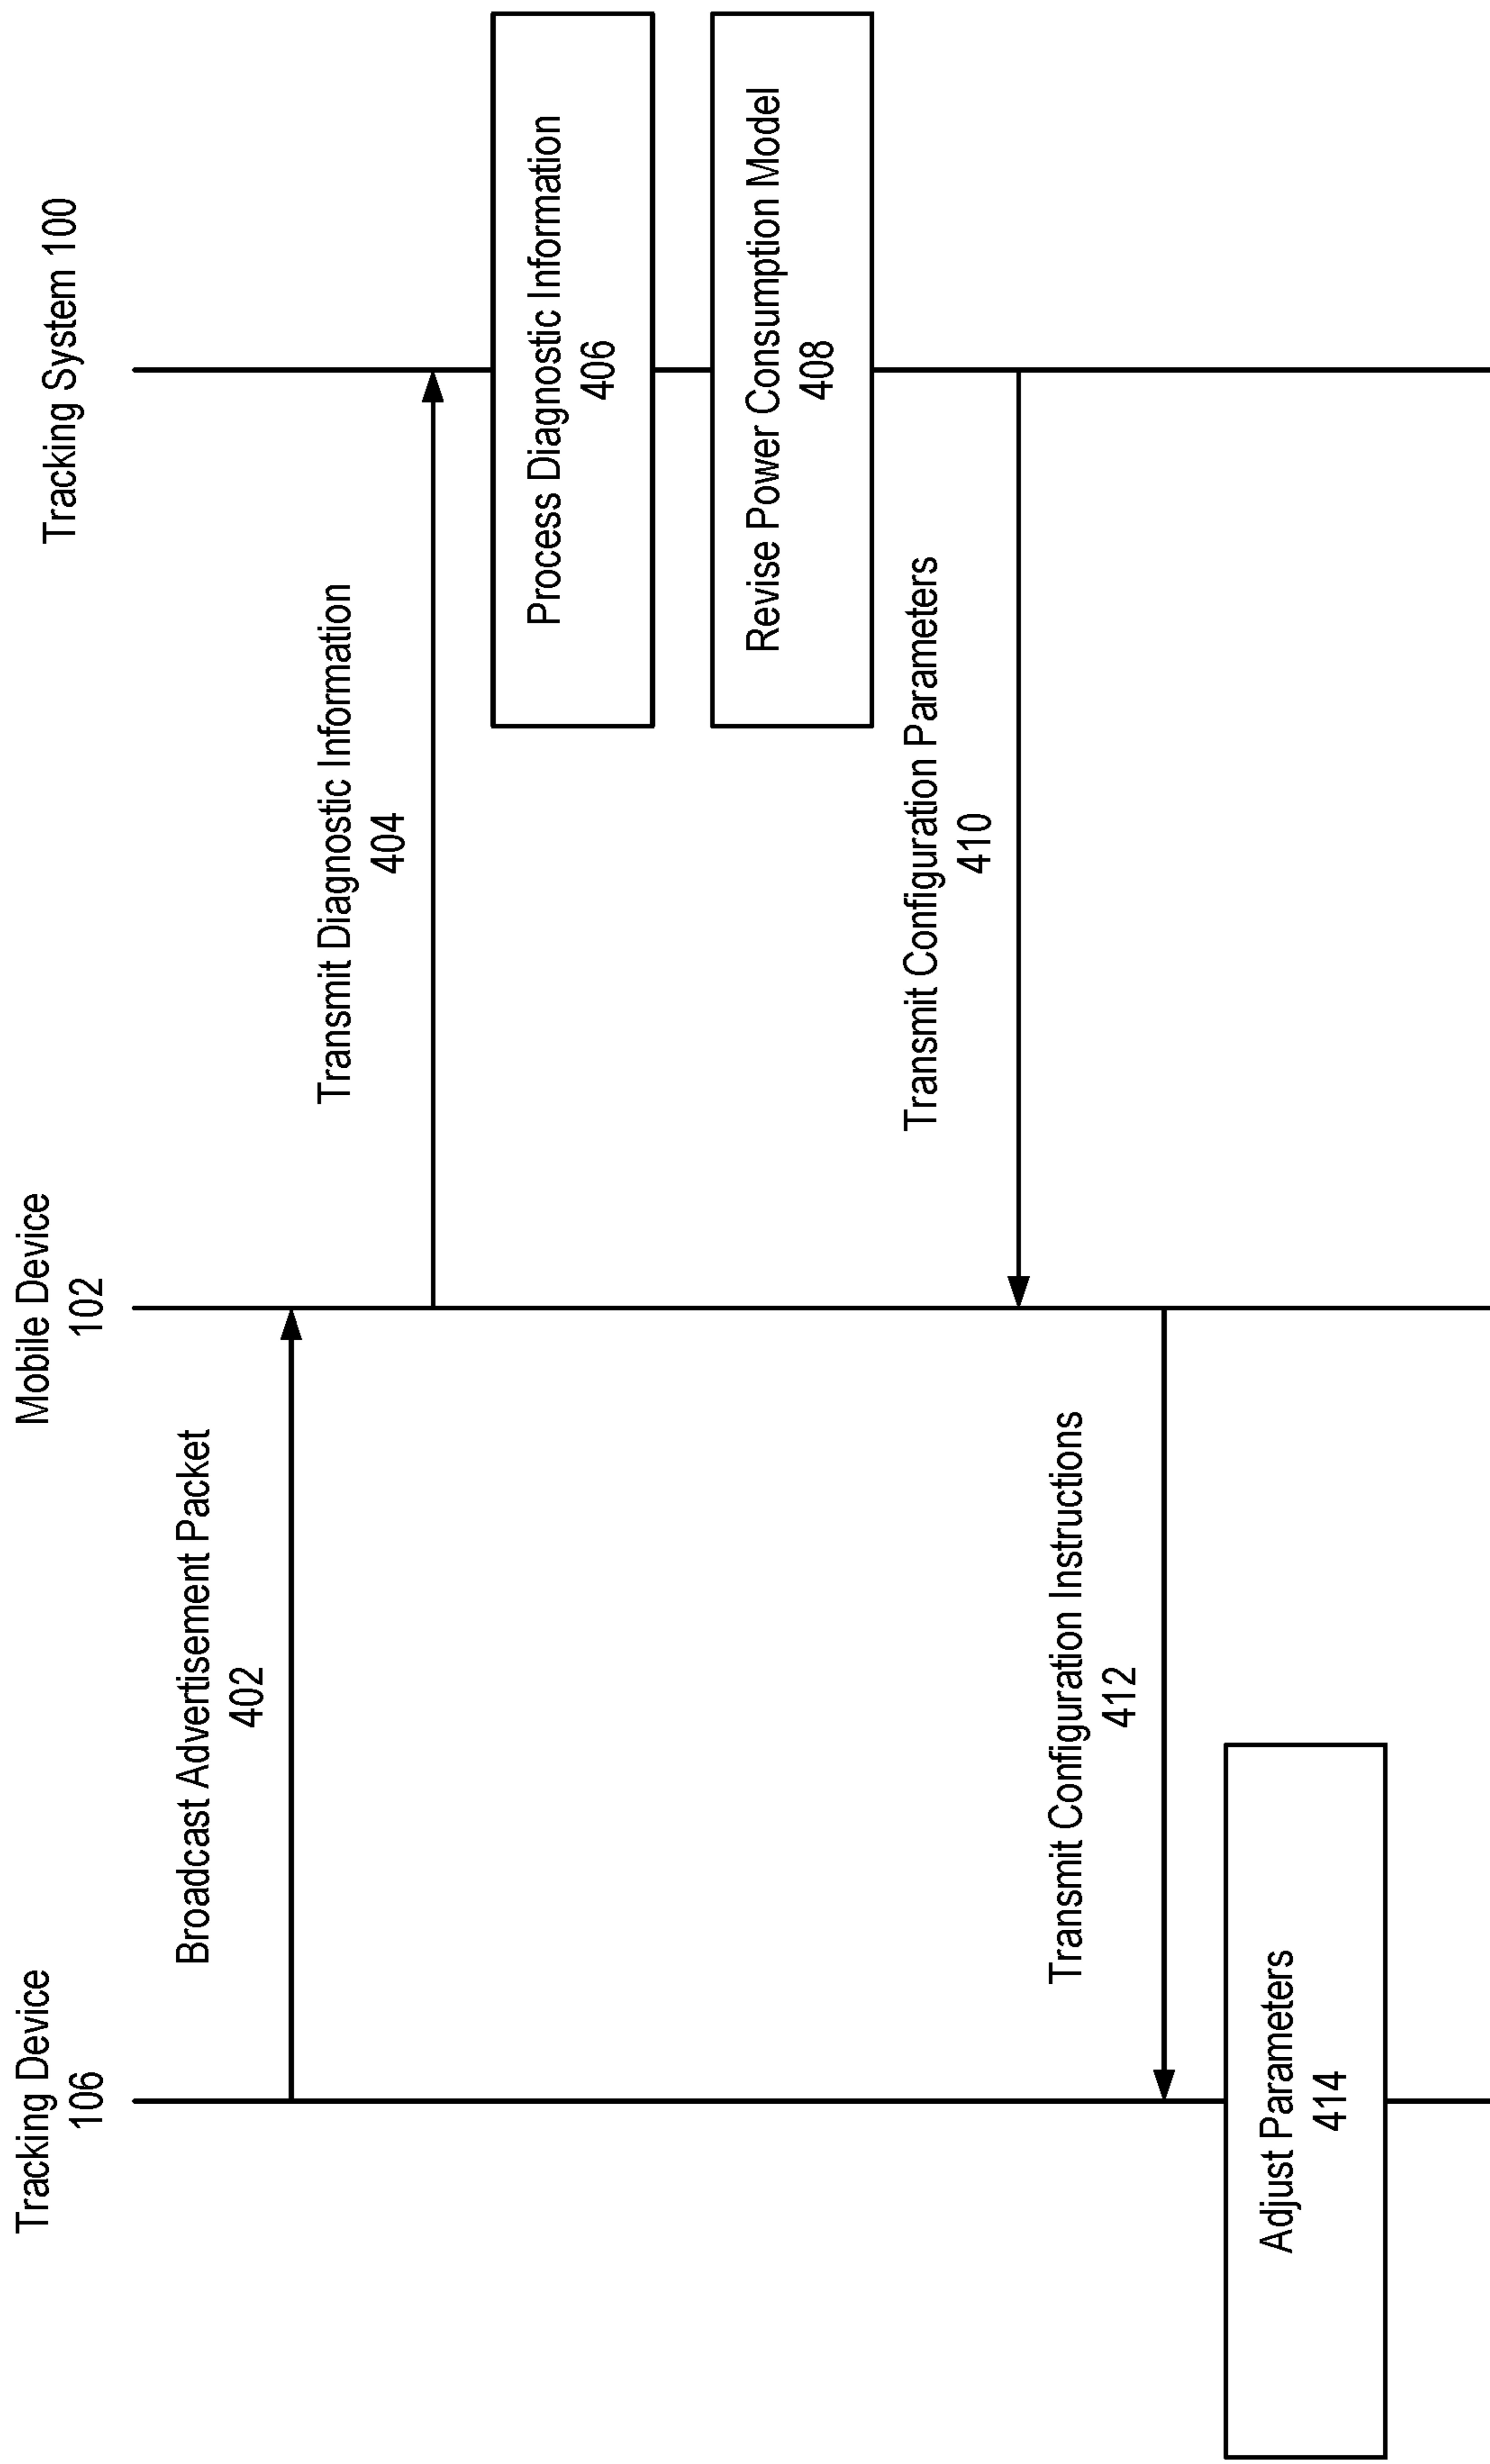 Tracking Device
106
Mobile Device
102
Tracking System 100
Broadcast Advertisement Packet
402
Transmit Diagnostic Information
404
Process Diagnostic Information
406
Revise Power Consumption Model
408
Transmit Configuration Parameters
410
Transmit Configuration Instructions
412
Adjust Parameters
414